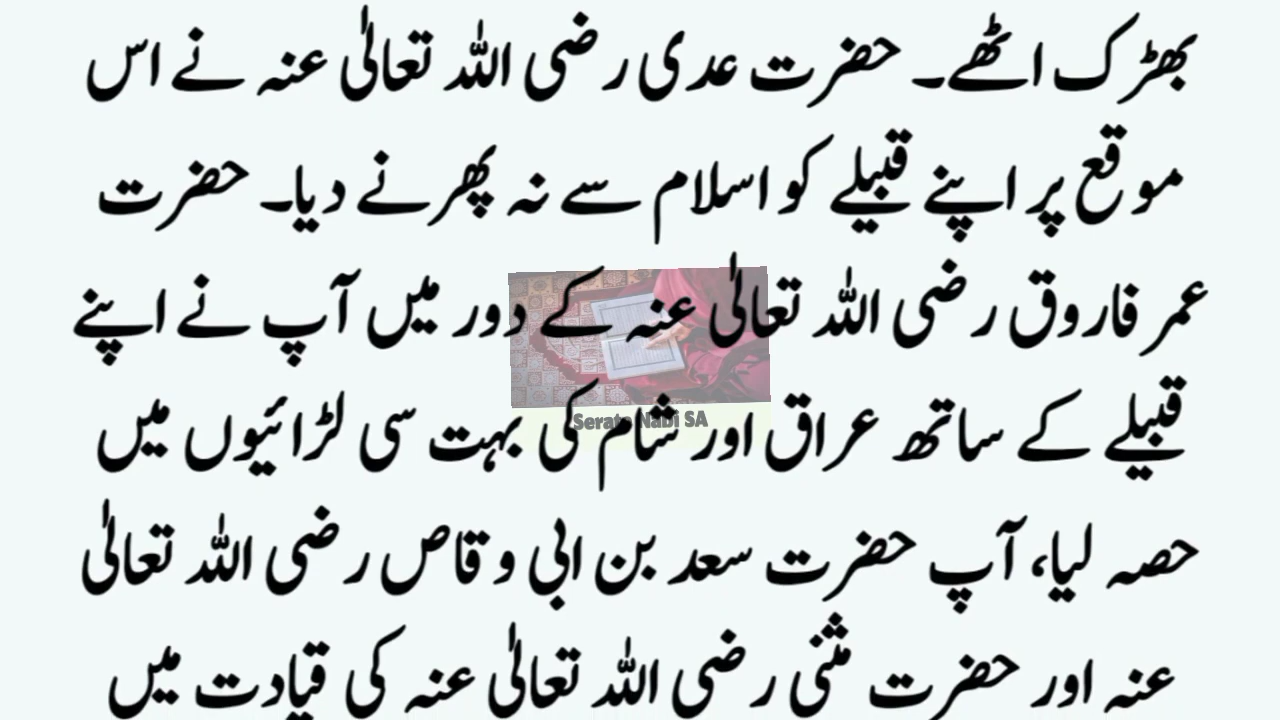 بھڑک اٹھے۔ حضرت عدی رضی اللہ تعالیٰ عنہ نے اس
موقع پر اپنے قبیلے کو اسلام سے نہ پھرنے دیا۔ حضرت
عمر فاروق رضی اللہ تعالیٰ عنہ کے دور میں آپ نے اپنے
قبیلے کے ساتھ عراق اور شام کی بہت سی لڑائیوں میں
Serate Nabi SA
حصہ لیا، آپ حضرت سعد بن ابی وقاص رضی اللہ تعالیٰ
عنہ اور حضرت مثنی رضی اللہ تعالیٰ عنہ کی قیادت میں